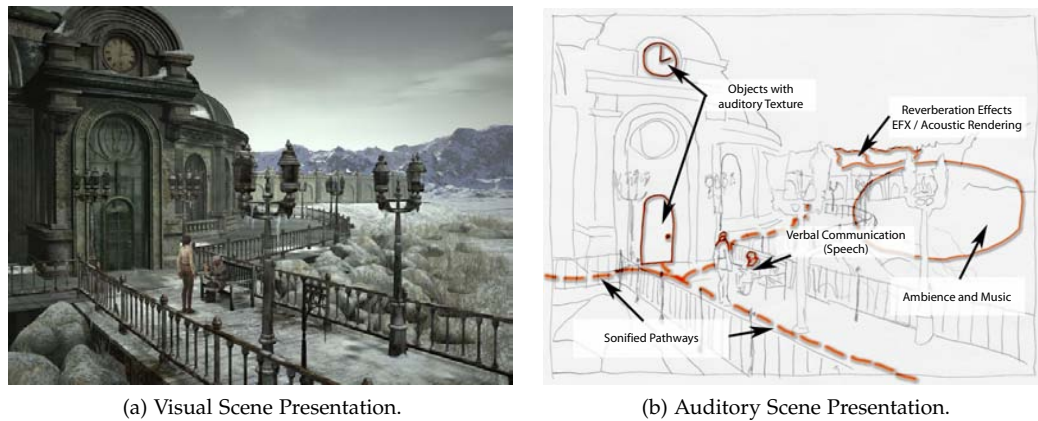 Objects with
auditory Texture
Reverberation Effects
EFX / Acoustic Rendering
Verbal Communication
(Speech)
Ambience and Music
Sonified Pathways
(a) Visual Scene Presentation.
(b) Auditory Scene Presentation.